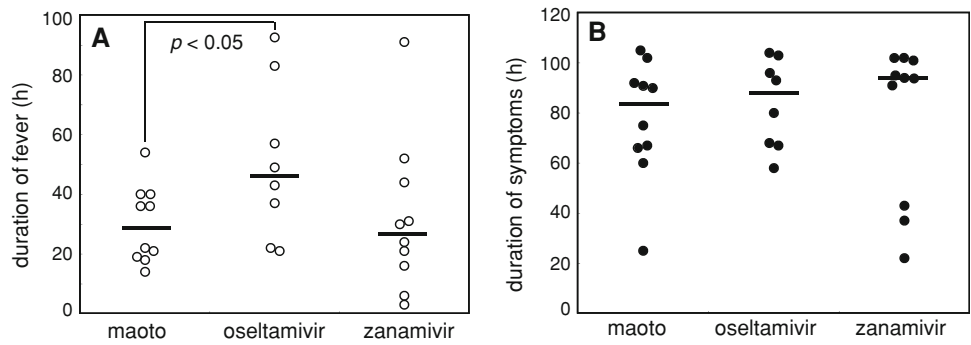 A
p < 0.05
duration of fever (h)
100
80
60
40
20
0
maoto oseltamivir zanamivir
B
duration of symptoms (h)
120
100
80
60
40
20
0
maoto oseltamivir zanamivir